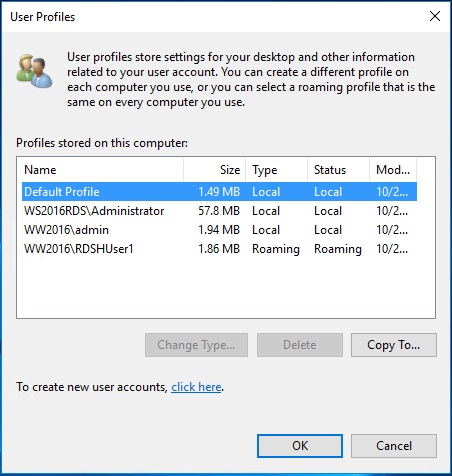 User Profiles
User profiles store settings for your desktop and other information
related to your user account. You can create a different profile on
each computer you use, or you can select a roaming profile that is the
same on every computer you use.
Profiles stored on this computer:
Name Size Type Status Mod...
Default Profile 1.49 MB Local Local 10/2...
WS2016RDS\Administrator 57.8 MB Local Local 10/2...
WW2016\admin 1.94 MB Local Local 10/2...
WW2016\RDSHUser1 1.86 MB Roaming Roaming 10/2...
Change Type... Delete Copy To...
To create new user accounts, click here.
OK Cancel